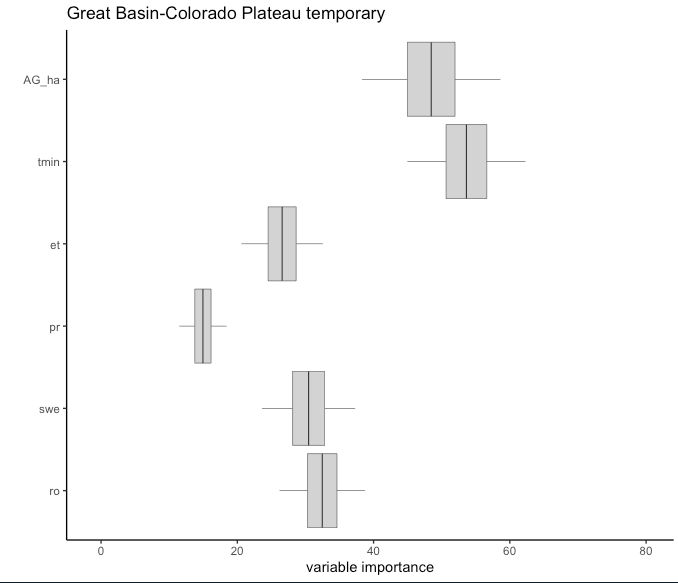 Great Basin-Colorado Plateau temporary
AG_ha
tmin
et
pr
swe
ro
0 20 40 60 80
variable importance